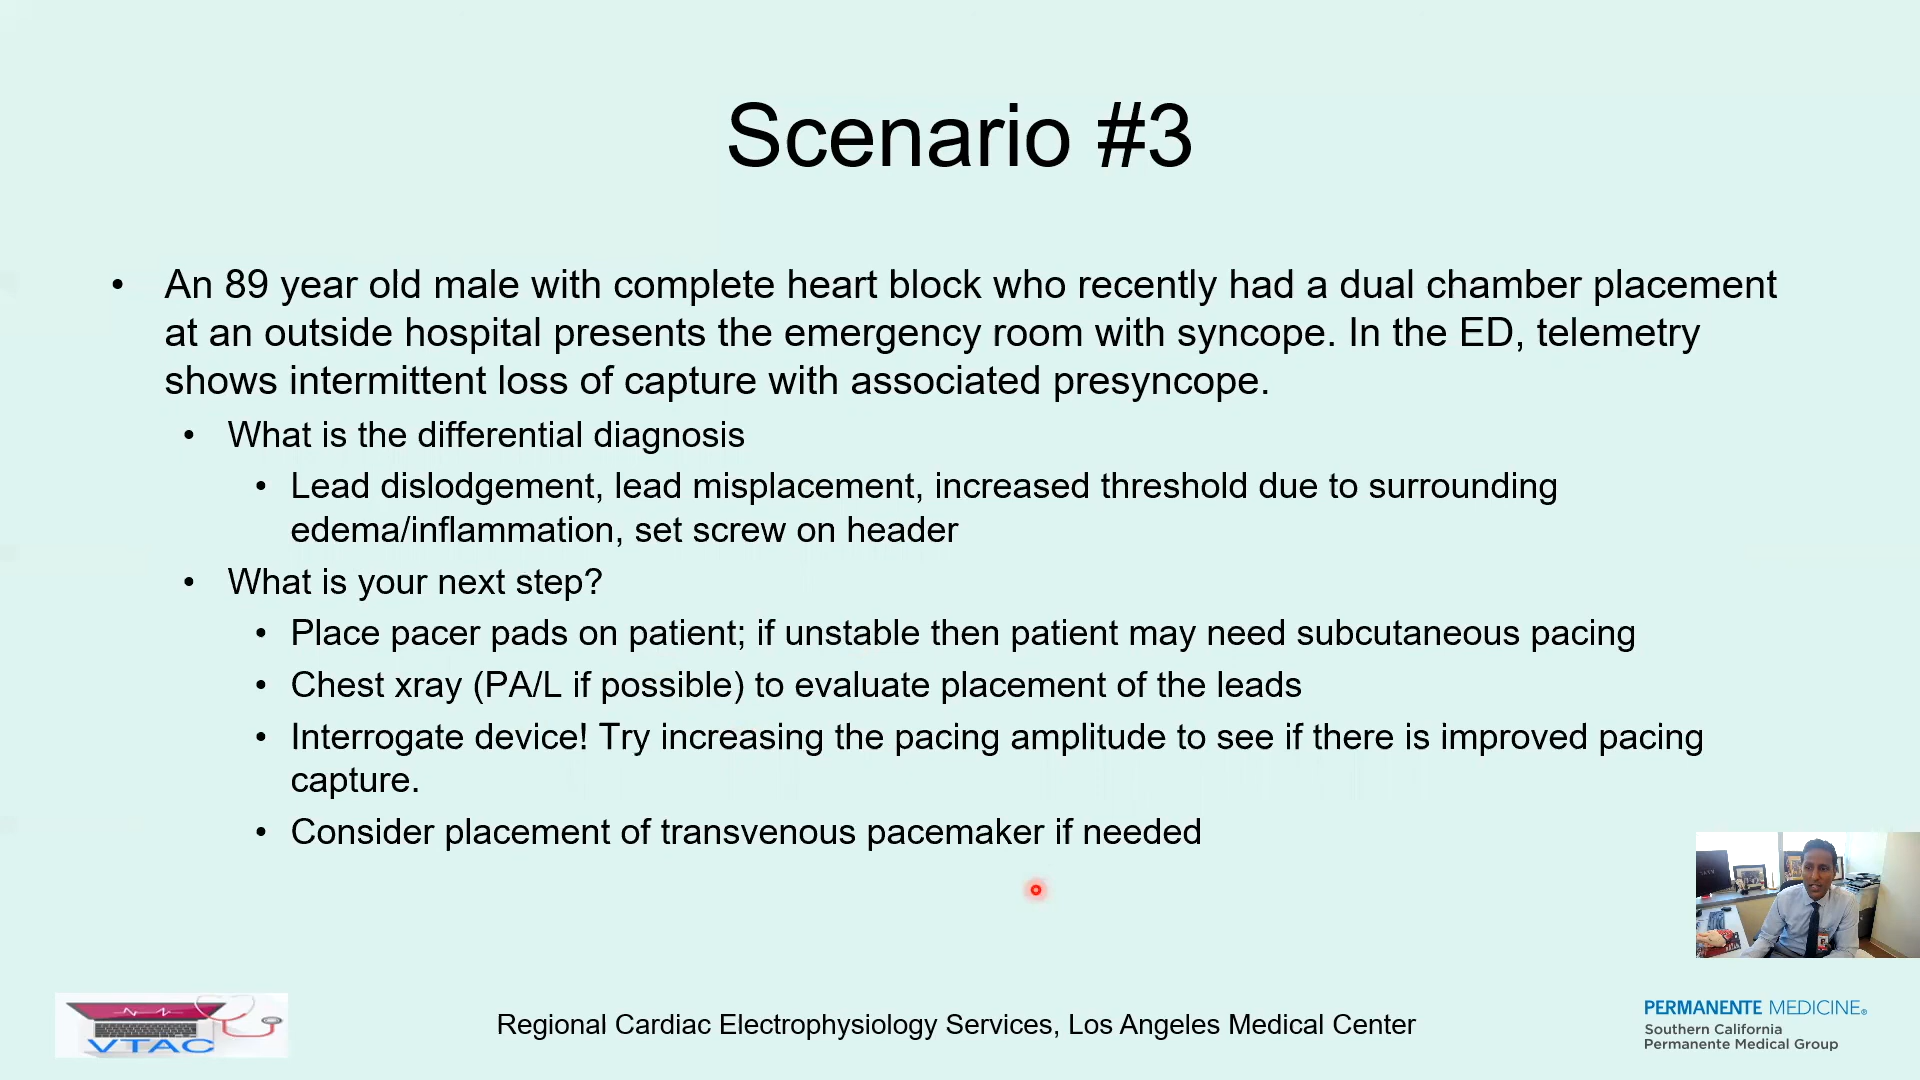 Scenario #3
• An 89 year old male with complete heart block who recently had a dual chamber placement
at an outside hospital presents the emergency room with syncope. In the ED, telemetry
shows intermittent loss of capture with associated presyncope.
• What is the differential diagnosis
• Lead dislodgement, lead misplacement, increased threshold due to surrounding
edema/inflammation, set screw on header
• What is your next step?
• Place pacer pads on patient; if unstable then patient may need subcutaneous pacing
• Chest xray (PA/L if possible) to evaluate placement of the leads
• Interrogate device! Try increasing the pacing amplitude to see if there is improved pacing
capture.
• Consider placement of transvenous pacemaker if needed
VTAC
Regional Cardiac Electrophysiology Services, Los Angeles Medical Center
PERMANENTE MEDICINE®
Southern California
Permanente Medical Group